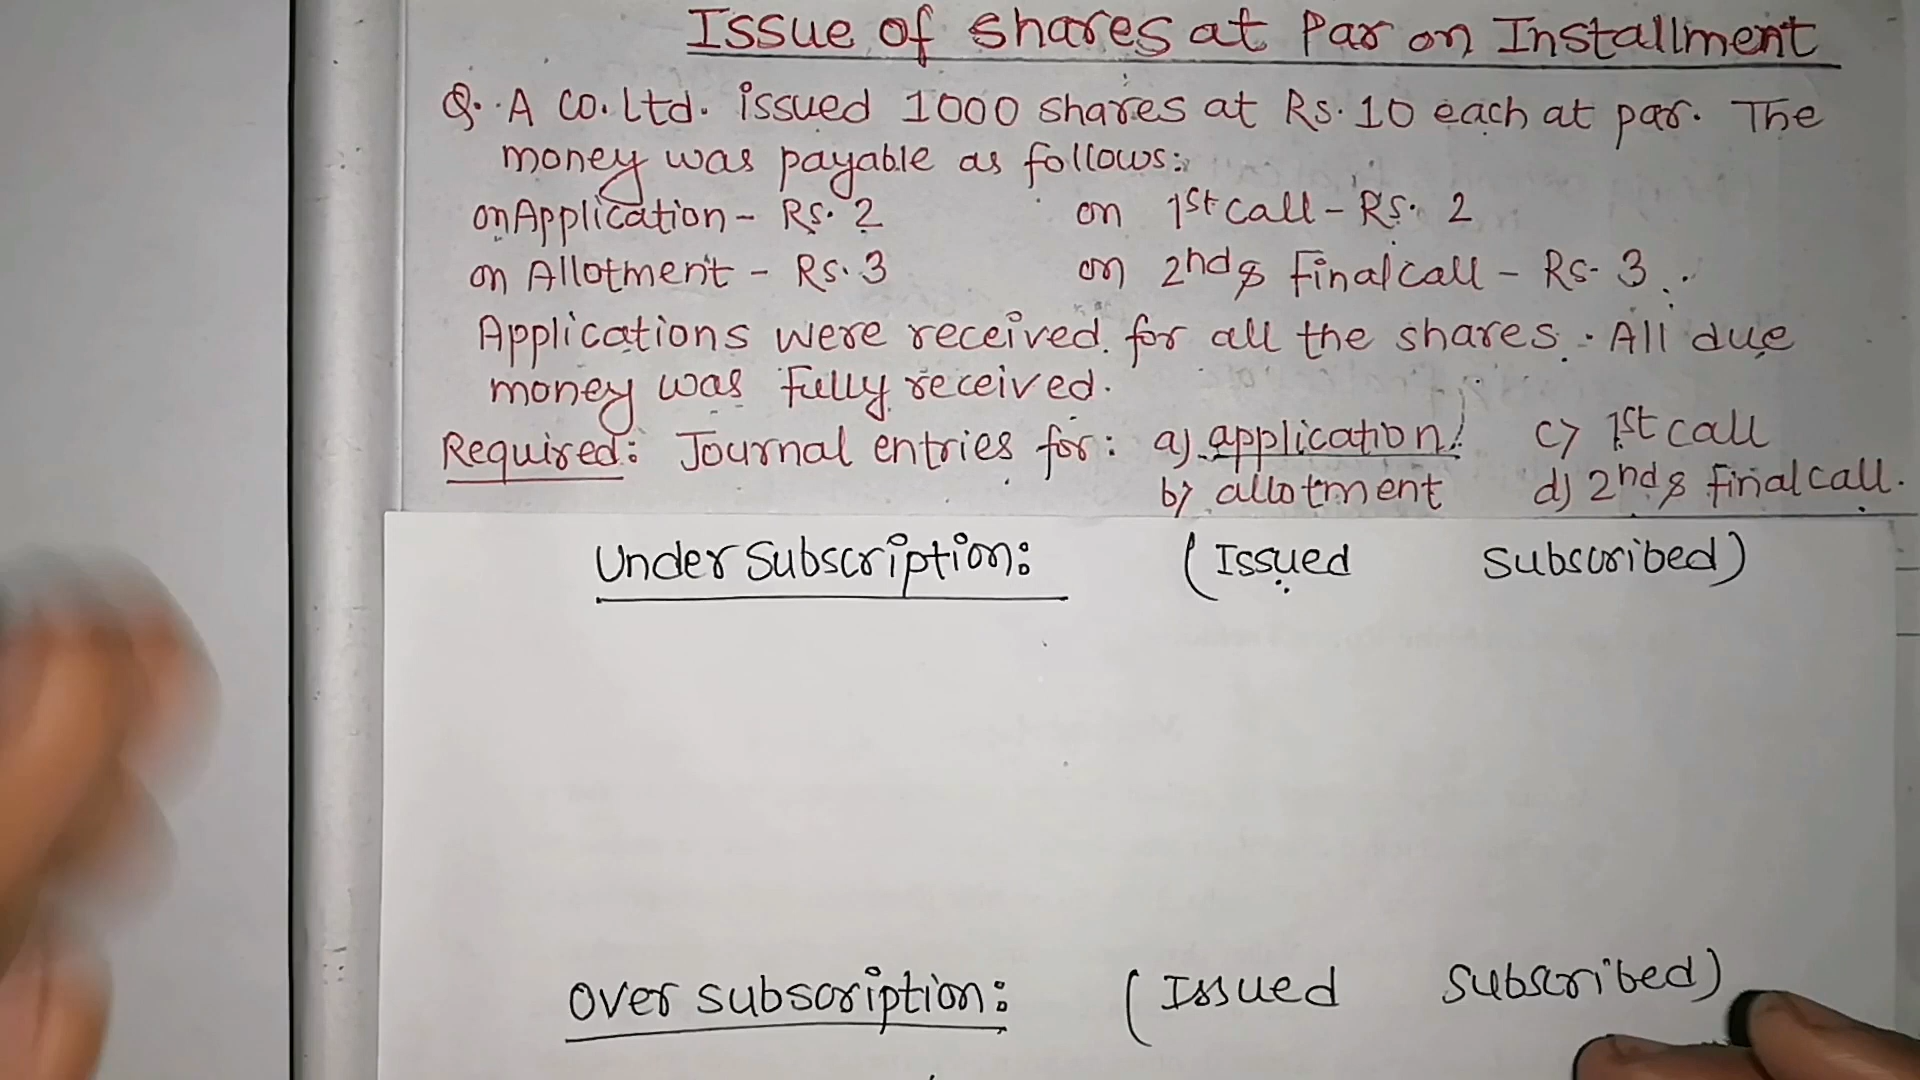 Issue of Shares at Par on Installment
Q. A Co. Ltd. issued 1000 shares at Rs. 10 each at par. The
money was payable as follows:
on Application - Rs. 2 on 1st call - Rs. 2
on Allotment - Rs. 3 on 2nd & Final call - Rs. 3
Applications were received for all the shares. All due
money was fully received.
Required: Journal entries for: a) application c) 1st call
b) allotment d) 2nd & final call.
Under Subscription: (Issued Subscribed)
Over subscription: (Issued Subscribed)